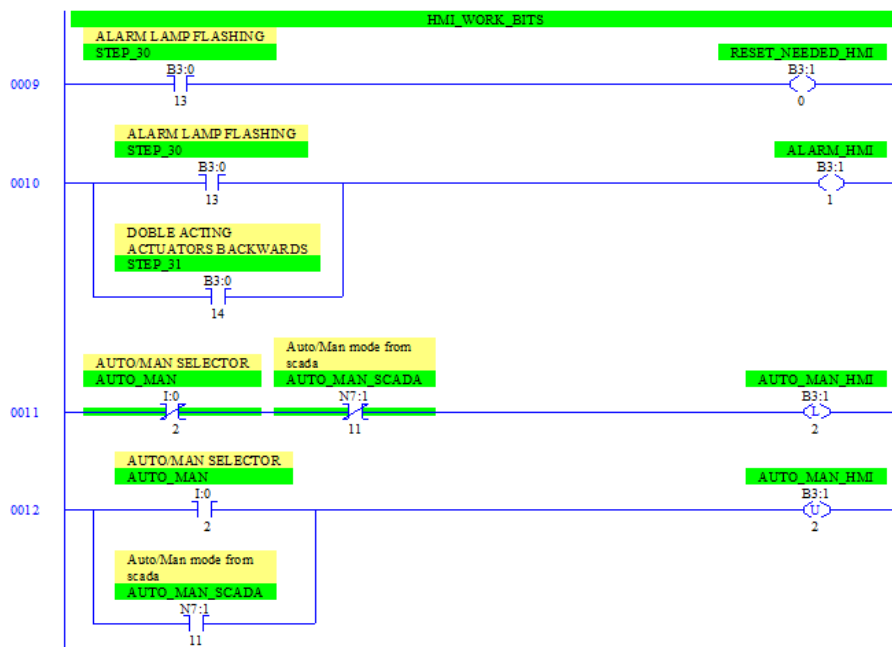 HMI_WORK_BITS
ALARM LAMP FLASHING
STEP_30
RESET_NEEDED_HMI
B3:0
B3:1
0009
13
0
ALARM LAMP FLASHING
STEP_30
ALARM_HMI
B3:0
B3:1
0010
13
1
DOBLE ACTING
ACTUATORS BACKWARDS
STEP_31
B3:0
14
Auto/Man mode from
scada
AUTO/MAN SELECTOR
AUTO_MAN
AUTO_MAN_SCADA
AUTO_MAN_HMI
I:0
N7:1
B3:1
0011
L
2
11
2
AUTO/MAN SELECTOR
AUTO_MAN
AUTO_MAN_HMI
I:0
B3:1
0012
U
2
2
Auto/Man mode from
scada
AUTO_MAN_SCADA
N7:1
11